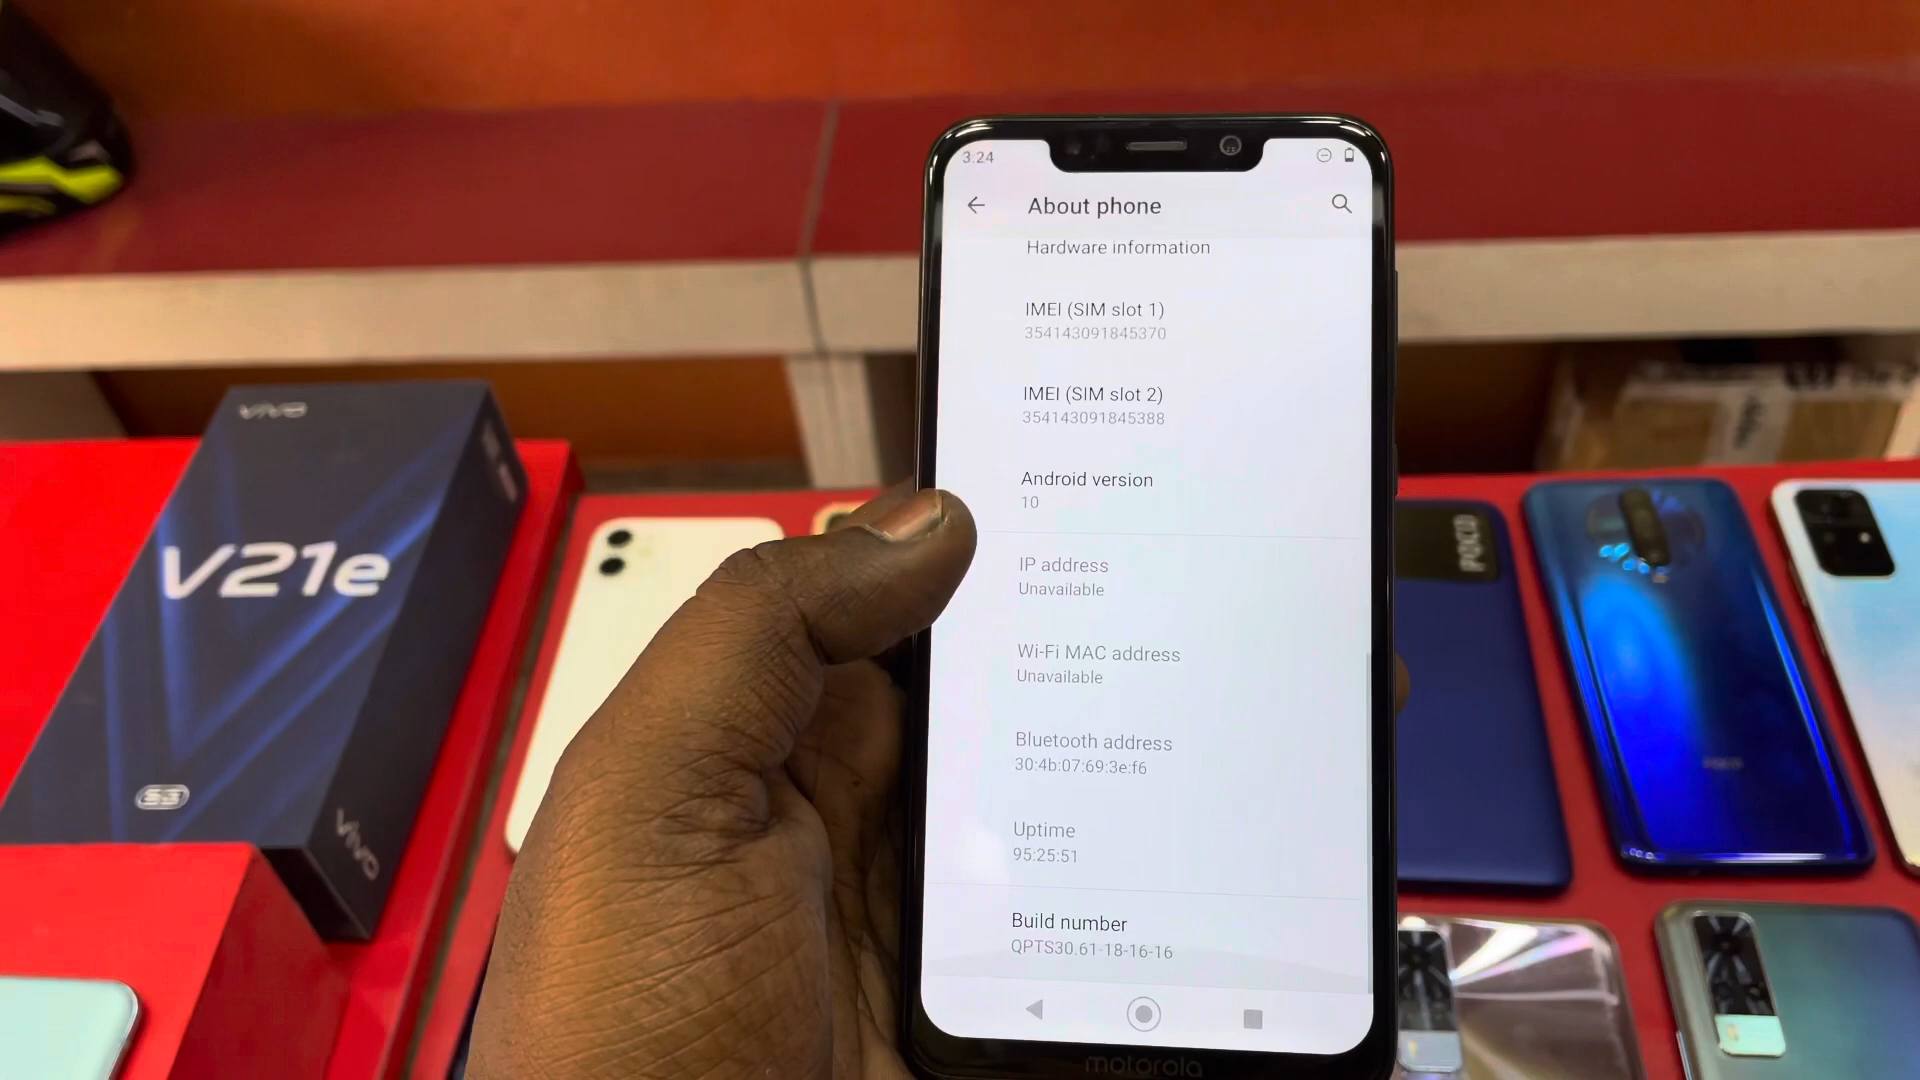 vivo
V21e
5G
vivo
3:24
About phone
Hardware information
IMEI (SIM slot 1)
354143091845370
IMEI (SIM slot 2)
354143091845388
Android version
10
IP address
Unavailable
Wi-Fi MAC address
Unavailable
Bluetooth address
30:4b:07:69:3e:f6
Uptime
95:25:51
Build number
QPTS30.61-18-16-16
motorola
POCO
POCO